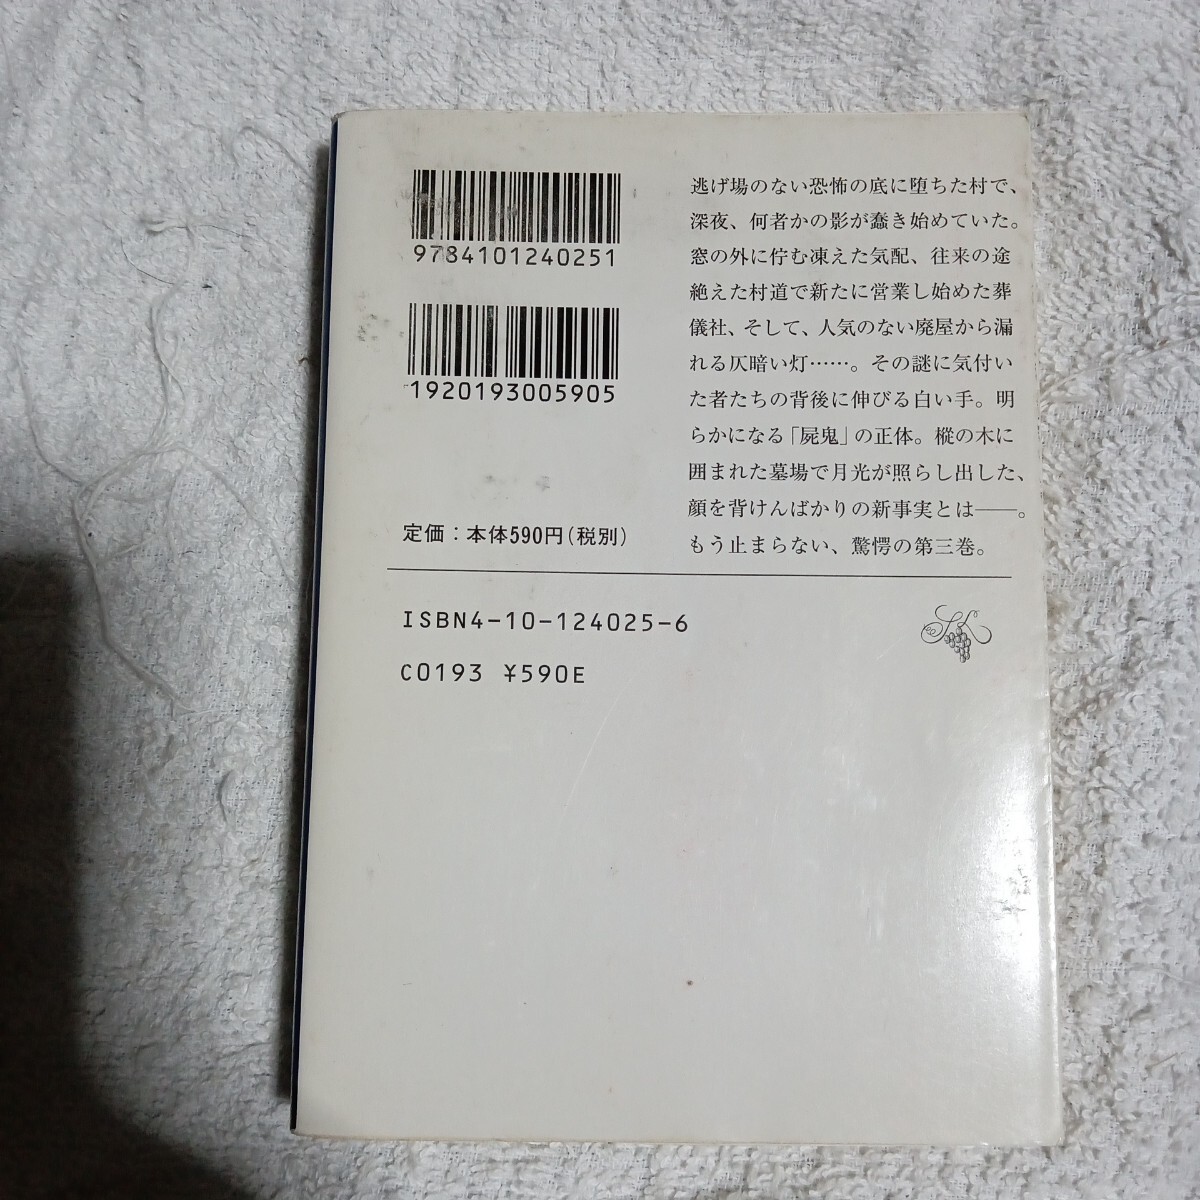 9784101240251
1920193005905
定価：本体590円（税別）
逃げ場のない恐怖の底に堕ちた村で、
深夜、何者かの影が蠢き始めていた。
窓の外に佇む凍えた気配、往来の途
絶えた村道で新たに営業し始めた葬
儀社、そして、人気のない廃屋から漏
れる仄暗い灯……。その謎に気付い
た者たちの背後に伸びる白い手。明
らかになる「屍鬼」の正体。樅の木に
囲まれた墓場で月光が照らし出した、
顔を背けんばかりの新事実とは――。
もう止まらない、驚愕の第三巻。
ISBN4-10-124025-6
C0193 ¥590E